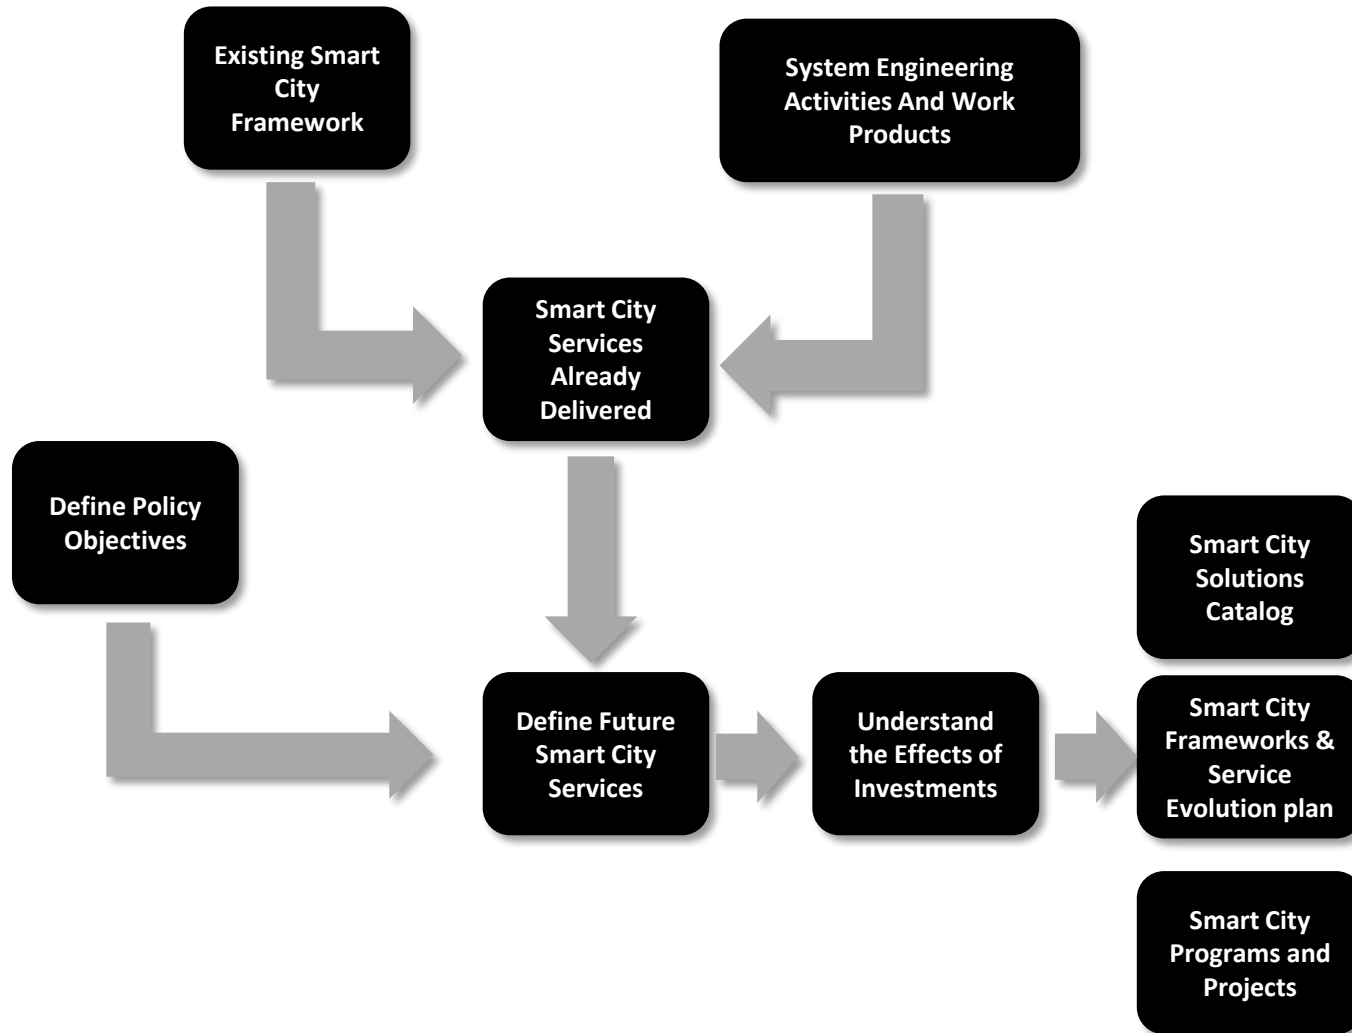 Existing Smart
City
Framework
System Engineering
Activities And Work
Products
Smart City
Services
Already
Delivered
Define Policy
Objectives
Smart City
Solutions
Catalog
Define Future
Smart City
Services
Understand
the Effects of
Investments
Smart City
Frameworks &
Service
Evolution plan
Smart City
Programs and
Projects